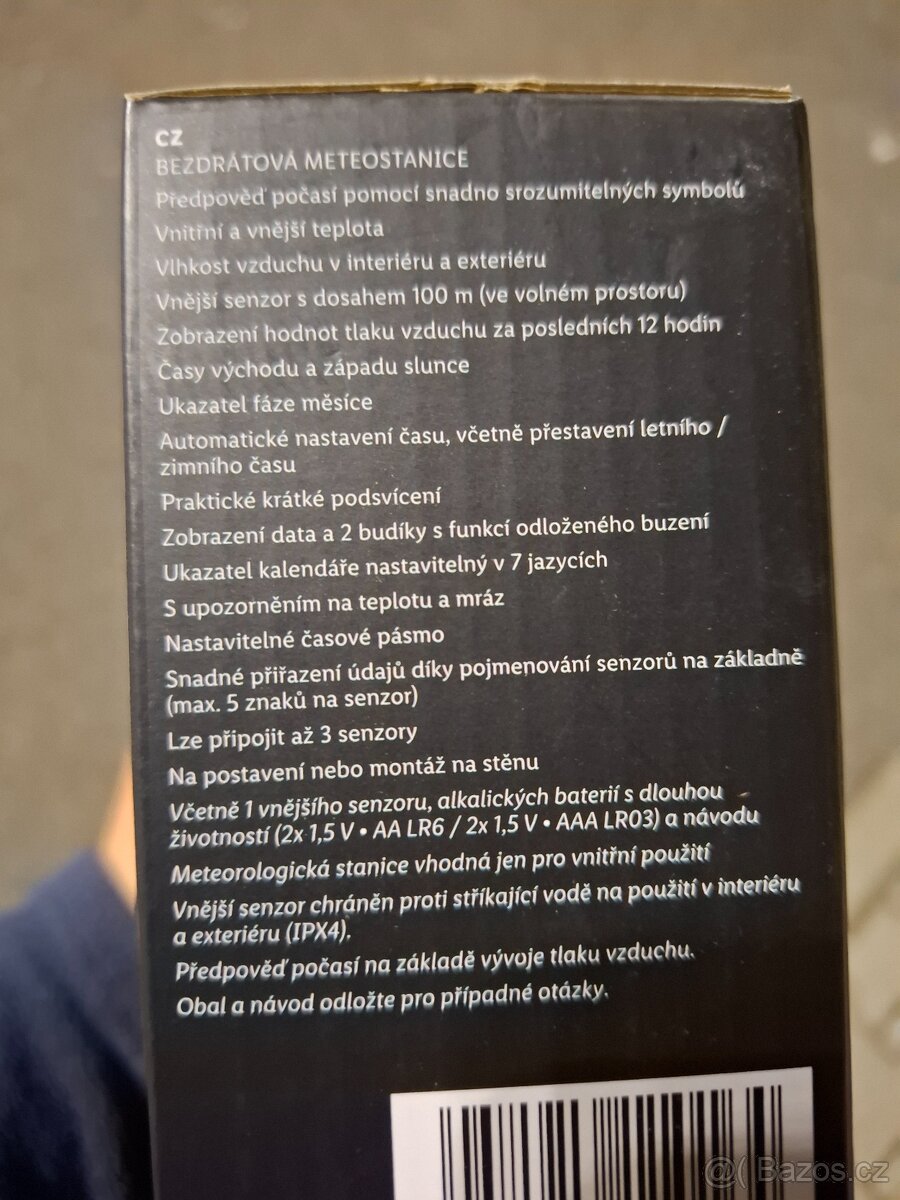 CZ
BEZDRÁTOVÁ METEOSTANICE
Předpověď počasí pomocí snadno srozumitelných symbolů
Vnitřní a vnější teplota
Vlhkost vzduchu v interiéru a exteriéru
Vnější senzor s dosahem 100 m (ve volném prostoru)
Zobrazení hodnot tlaku vzduchu za posledních 12 hodin
Časy východu a západu slunce
Ukazatel fáze měsíce
Automatické nastavení času, včetně přestavení letního /
zimního času
Praktické krátké podsvícení
Zobrazení data a 2 budíky s funkcí odloženého buzení
Ukazatel kalendáře nastavitelný v 7 jazycích
S upozorněním na teplotu a mráz
Nastavitelné časové pásmo
Snadné přiřazení údajů díky pojmenování senzorů na základně
(max. 5 znaků na senzor)
Lze připojit až 3 senzory
Na postavení nebo montáž na stěnu
Včetně 1 vnějšího senzoru, alkalických baterií s dlouhou
životností (2x 1,5 V • AA LR6 / 2x 1,5 V • AAA LR03) a návodu
Meteorologická stanice vhodná jen pro vnitřní použití
Vnější senzor chráněn proti stříkající vodě na použití v interiéru
a exteriéru (IPX4).
Předpověď počasí na základě vývoje tlaku vzduchu.
Obal a návod odložte pro případné otázky.
@( Bazos.cz